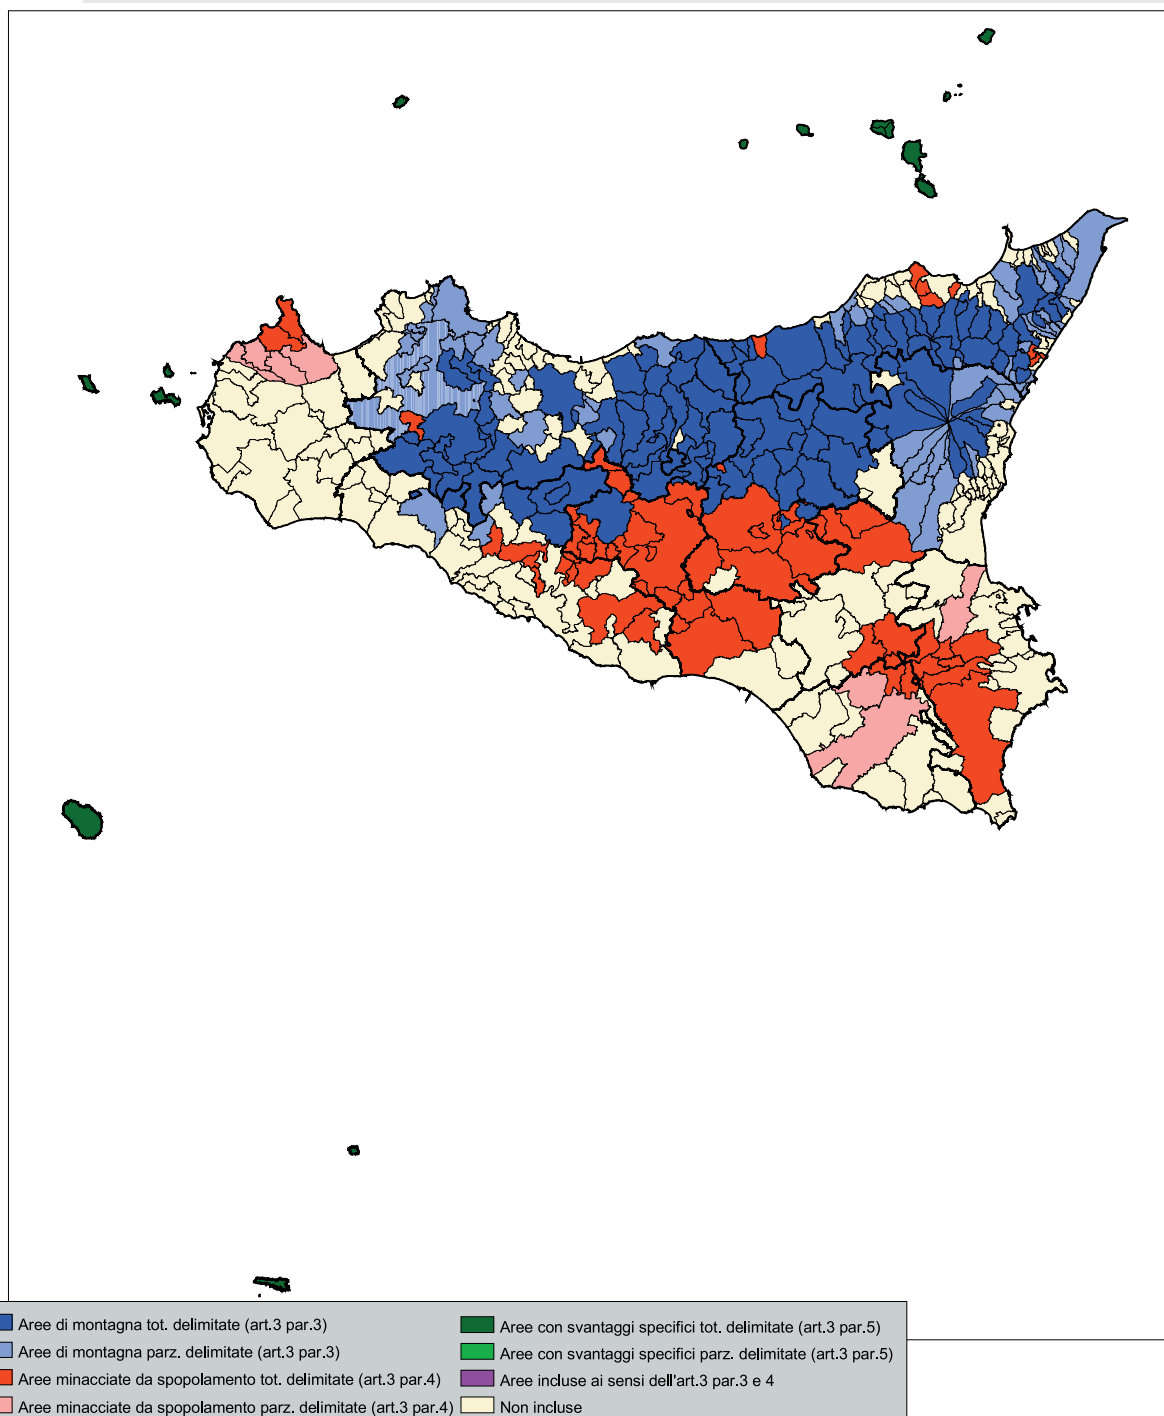 Aree di montagna tot. delimitate (art.3 par.3)
Aree di montagna parz. delimitate (art.3 par.3)
Aree minacciate da spopolamento tot. delimitate (art.3 par.4)
Aree minacciate da spopolamento parz. delimitate (art.3 par.4)
Aree con svantaggi specifici tot. delimitate (art.3 par.5)
Aree con svantaggi specifici parz. delimitate (art.3 par.5)
Aree incluse ai sensi dell'art.3 par.3 e 4
Non incluse